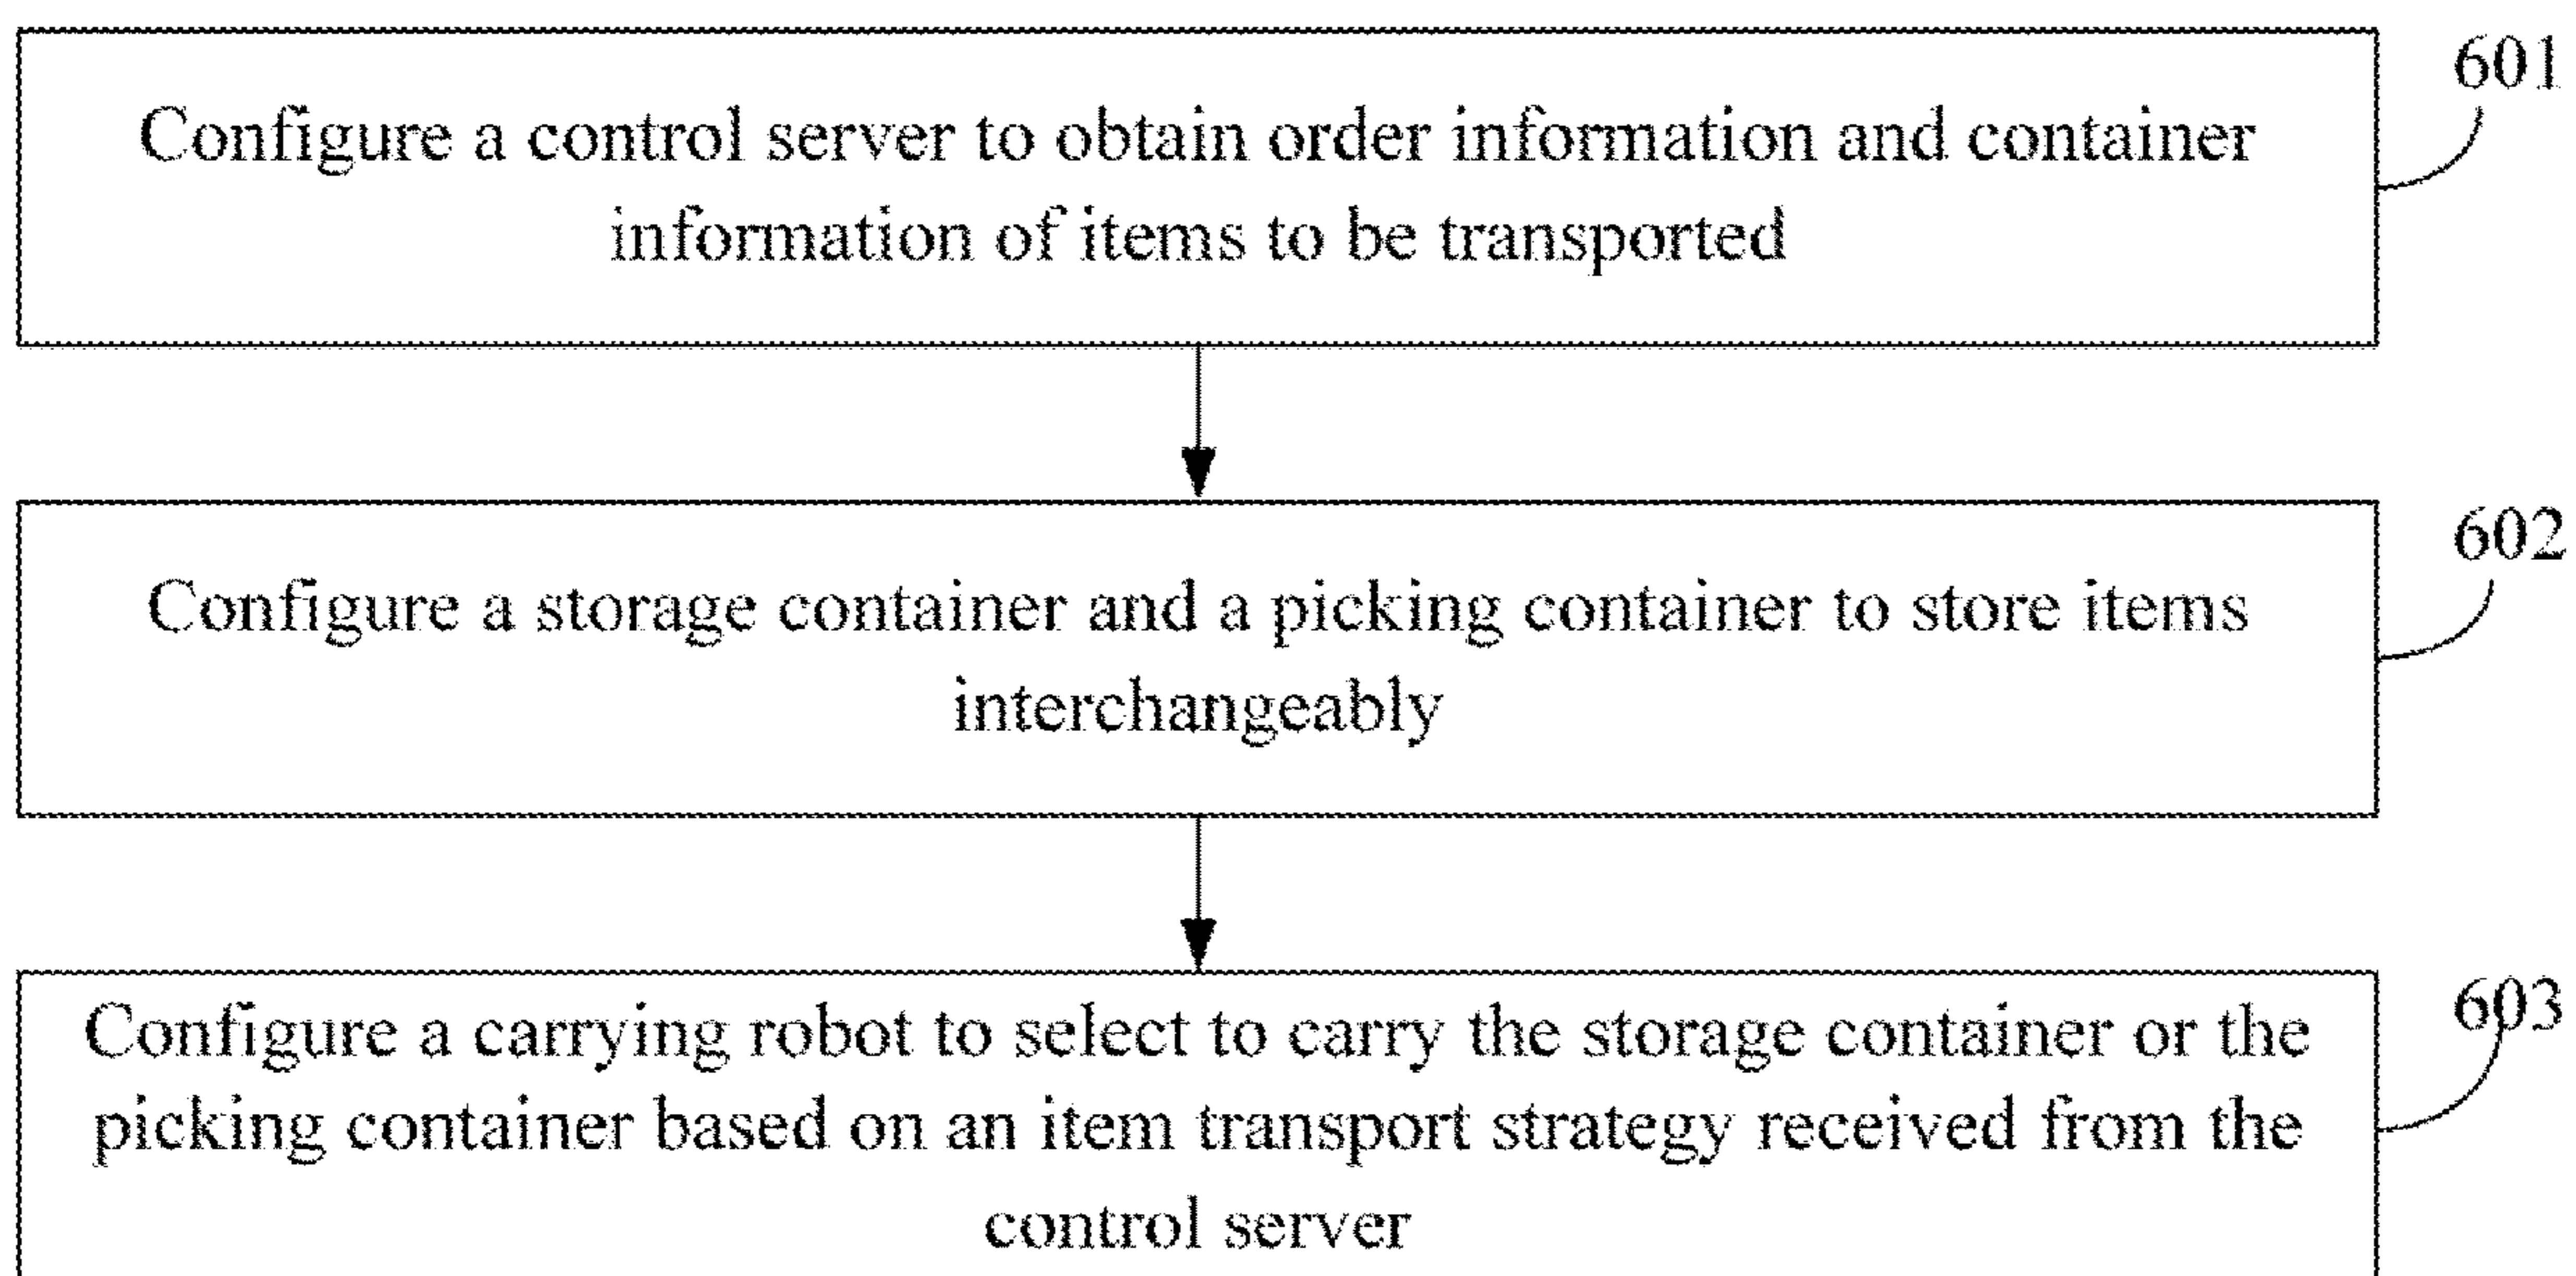 601
Configure a control server to obtain order information and container
information of items to be transported
602
Configure a storage container and a picking container to store items
interchangeably
603
Configure a carrying robot to select to carry the storage container or the
picking container based on an item transport strategy received from the
control server